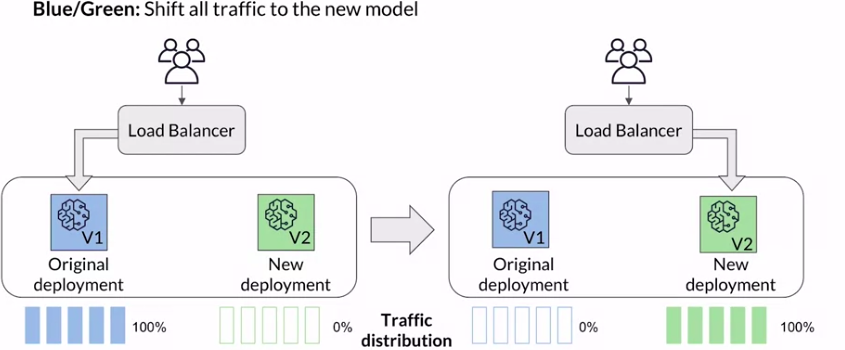 Blue/Green: Shift all traffic to the new model
Load Balancer
V1
Original
deployment
V2
New
deployment
100%
0%
Traffic
distribution
Load Balancer
V1
Original
deployment
V2
New
deployment
0%
100%